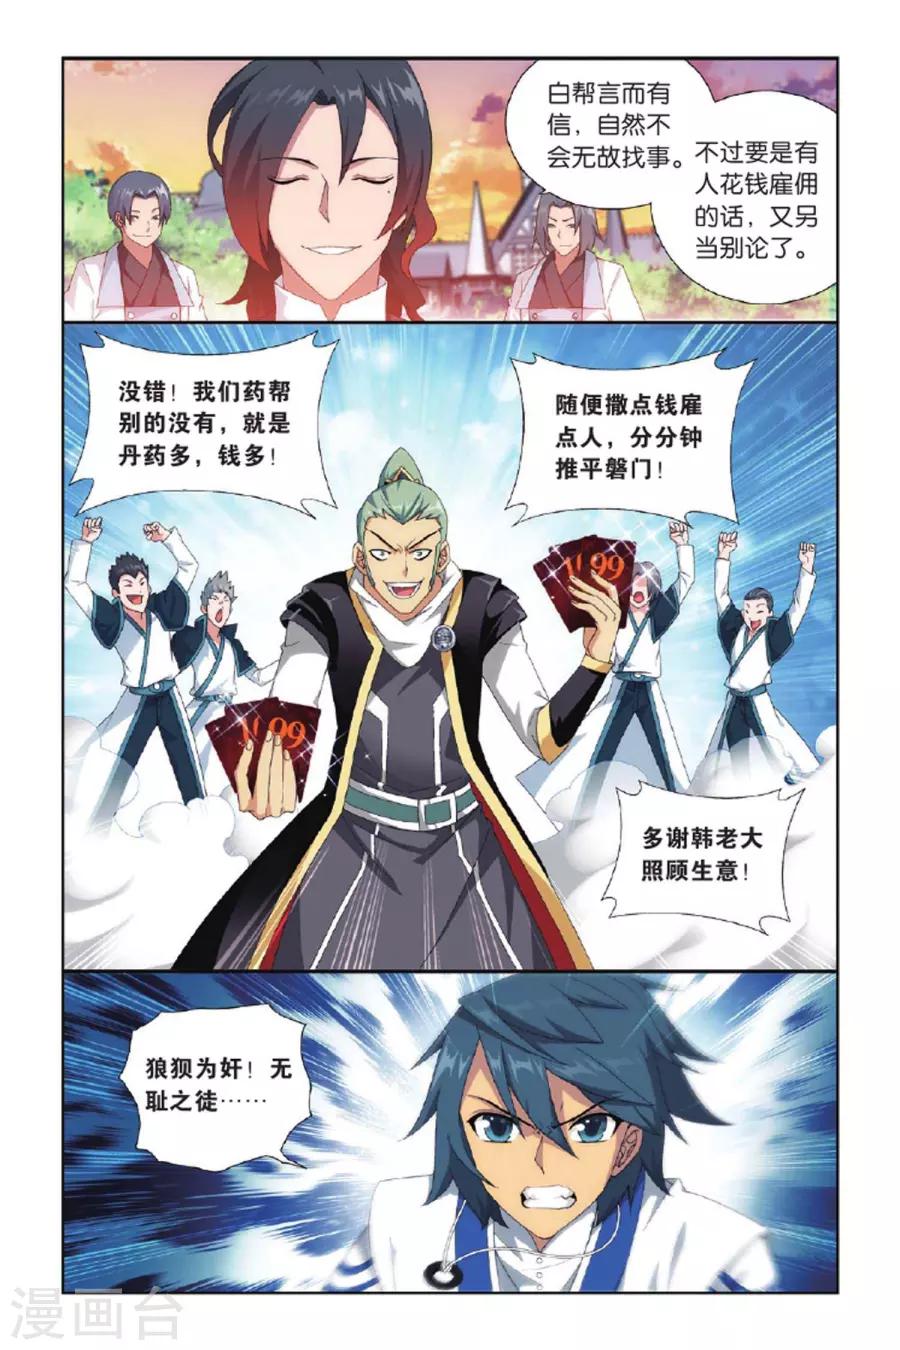 白帮言而有
信，自然不
会无故找事。
不过要是有
人花钱雇佣
的话，又另
当别论了。
没错！我们药帮
别的没有，就是
丹药多，钱多！
随便撒点钱雇
点人，分分钟
推平磐门！
99
99
多谢韩老大
照顾生意！
狼狈为奸！无
耻之徒……
漫画台